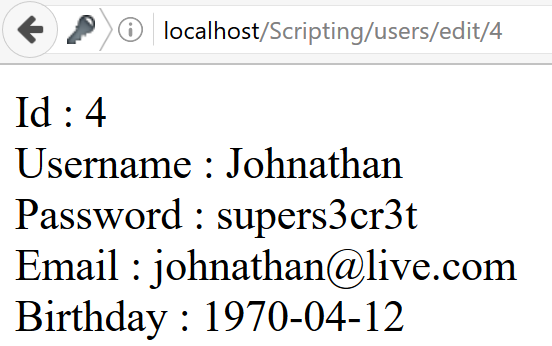 localhost/Scripting/users/edit/4
Id : 4
Username : Johnathan
Password : supers3cr3t
Email : johnathan@live.com
Birthday : 1970-04-12